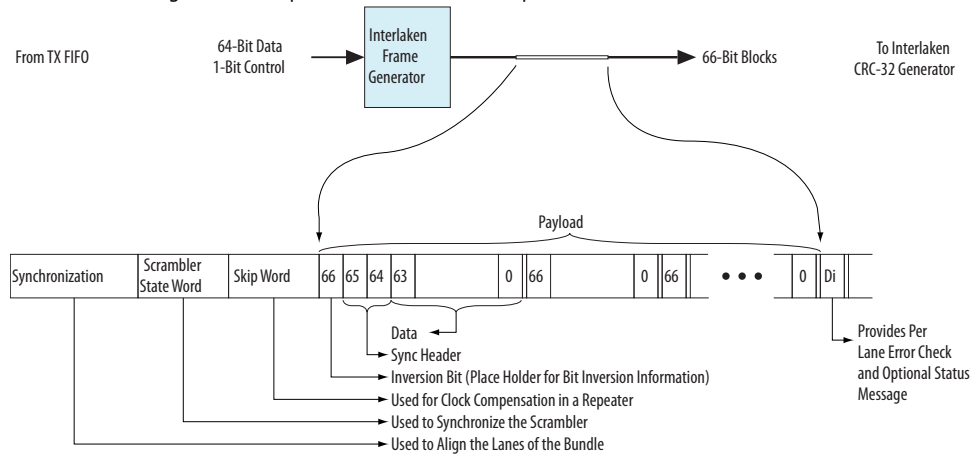 From TX FIFO
64-Bit Data
1-Bit Control
Interlaken
Frame
Generator
66-Bit Blocks
To Interlaken
CRC-32 Generator
Payload
Synchronization
Scrambler
State Word
Skip Word
66
65
64
63
0
66
0
66
0
Di
Data
Sync Header
Inversion Bit (Place Holder for Bit Inversion Information)
Used for Clock Compensation in a Repeater
Used to Synchronize the Scrambler
Used to Align the Lanes of the Bundle
Provides Per
Lane Error Check
and Optional Status
Message